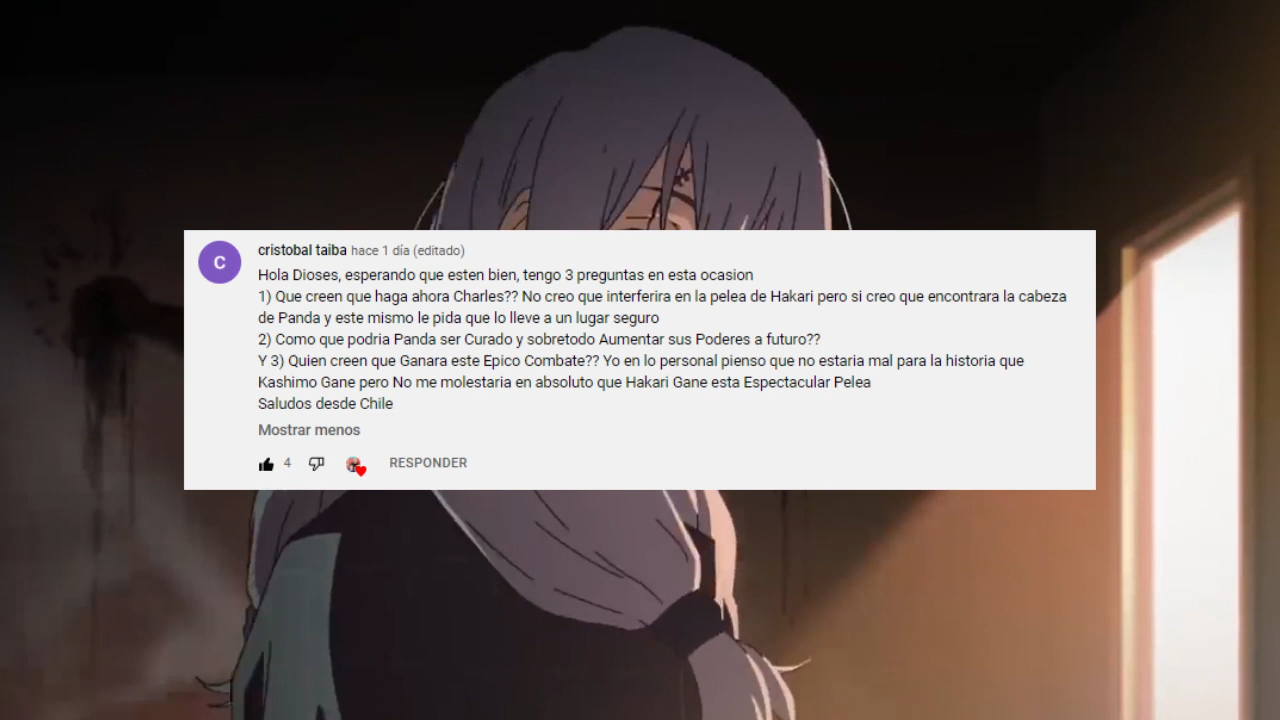 C
cristobal taiba hace 1 día (editado)
Hola Dioses, esperando que esten bien, tengo 3 preguntas en esta ocasion
1) Que creen que haga ahora Charles?? No creo que interferira en la pelea de Hakari pero si creo que encontrara la cabeza
de Panda y este mismo le pida que lo lleve a un lugar seguro
2) Como que podria Panda ser Curado y sobretodo Aumentar sus Poderes a futuro??
Y 3) Quien creen que Ganara este Epico Combate?? Yo en lo personal pienso que no estaria mal para la historia que
Kashimo Gane pero No me molestaria en absoluto que Hakari Gane esta Espectacular Pelea
Saludos desde Chile
Mostrar menos
4 RESPONDER